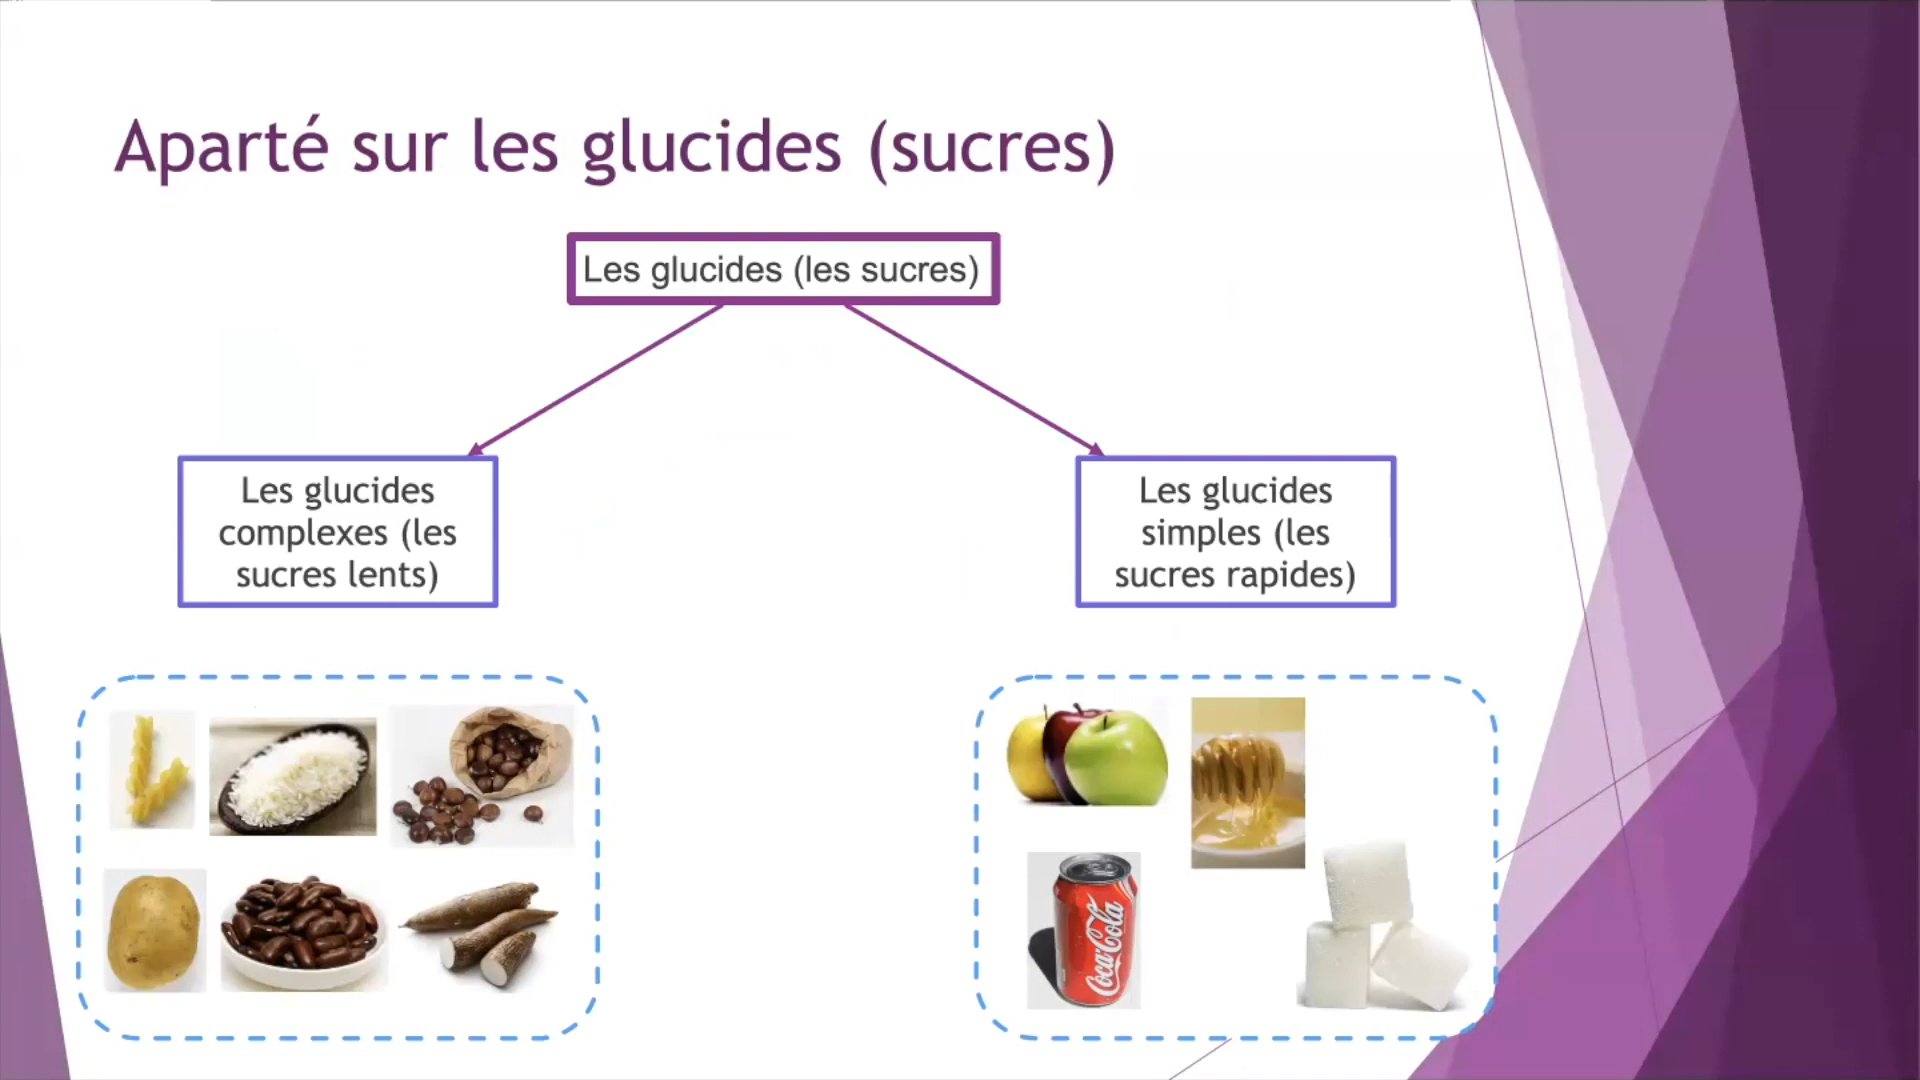 Aparté sur les glucides (sucres)
Les glucides (les sucres)
Les glucides
complexes (les
sucres lents)
Les glucides
simples (les
sucres rapides)
Coca-Cola